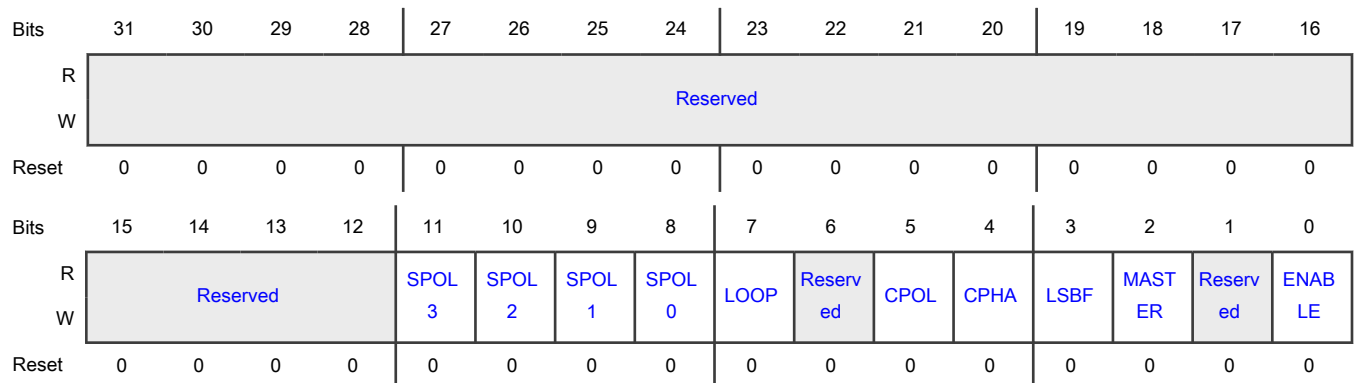 Bits 31 30 29 28 27 26 25 24 23 22 21 20 19 18 17 16
R
Reserved
W
Reset 0 0 0 0 0 0 0 0 0 0 0 0 0 0 0 0
Bits 15 14 13 12 11 10 9 8 7 6 5 4 3 2 1 0
R SPOL SPOL SPOL SPOL Reserv MAST Reserv ENAB
Reserved LOOP CPOL CPHA LSBF
W 3 2 1 0 ed ER ed LE
Reset 0 0 0 0 0 0 0 0 0 0 0 0 0 0 0 0